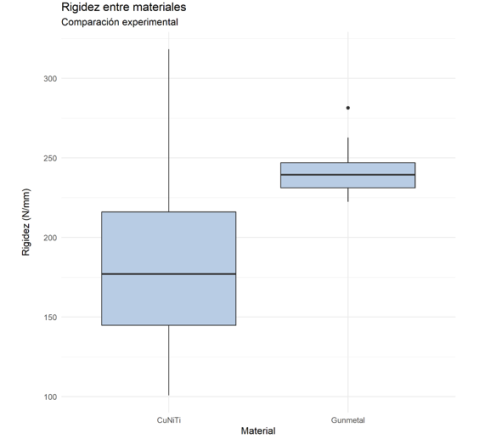 Rigidez entre materiales
Comparación experimental
Rigidez (N/mm)
300
250
200
150
100
CuNiTi
Gunmetal
Material